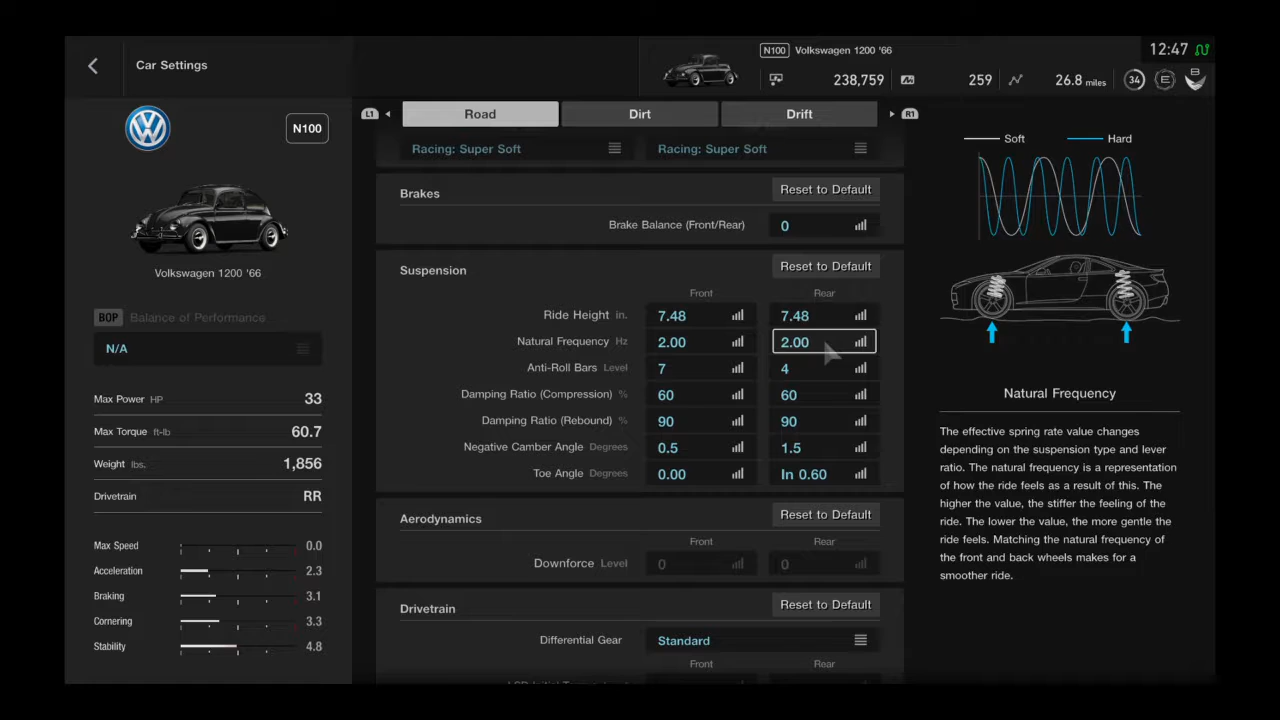 Car Settings
N100 Volkswagen 1200 '66
12:47
238,759 259 26.8 miles 34 E B
N100
Volkswagen 1200 '66
BOP Balance of Performance
N/A
Max Power HP 33
Max Torque ft-lb 60.7
Weight lbs. 1,856
Drivetrain RR
Max Speed 0.0
Acceleration 2.3
Braking 3.1
Cornering 3.3
Stability 4.8
L1 Road Dirt Drift R1
Racing: Super Soft Racing: Super Soft
Brakes Reset to Default
Brake Balance (Front/Rear) 0
Suspension Reset to Default
Front Rear
Ride Height in. 7.48 7.48
Natural Frequency Hz 2.00 2.00
Anti-Roll Bars Level 7 4
Damping Ratio (Compression) % 60 60
Damping Ratio (Rebound) % 90 90
Negative Camber Angle Degrees 0.5 1.5
Toe Angle Degrees 0.00 In 0.60
Aerodynamics Reset to Default
Front Rear
Downforce Level 0 0
Drivetrain Reset to Default
Differential Gear Standard
Front Rear
Soft Hard
Natural Frequency
The effective spring rate value changes
depending on the suspension type and lever
ratio. The natural frequency is a representation
of how the ride feels as a result of this. The
higher the value, the stiffer the feeling of the
ride. The lower the value, the more gentle the
ride feels. Matching the natural frequency of
the front and back wheels makes for a
smoother ride.